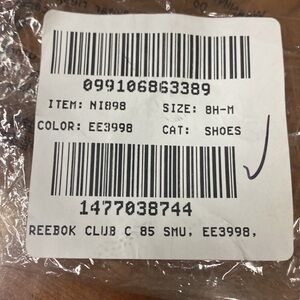 099106863389
ITEM: NI898 SIZE: 8H-M
COLOR: EE3998 CAT: SHOES
1477038744
REEBOK CLUB C 85 SMU, EE3998,